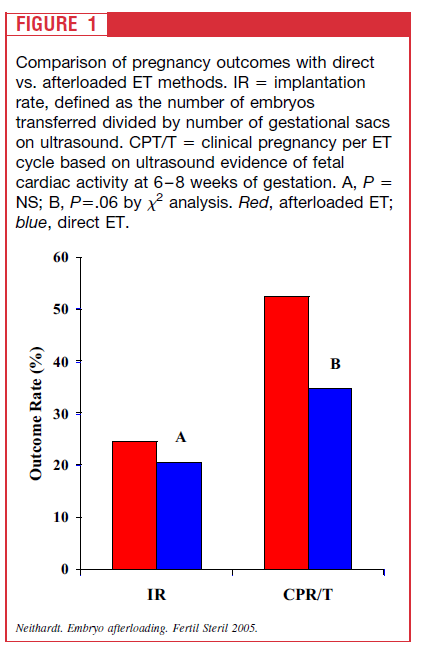 FIGURE 1
Comparison of pregnancy outcomes with direct
vs. afterloaded ET methods. IR = implantation
rate, defined as the number of embryos
transferred divided by number of gestational sacs
on ultrasound. CPT/T = clinical pregnancy per ET
cycle based on ultrasound evidence of fetal
cardiac activity at 6–8 weeks of gestation. A, P =
NS; B, P=.06 by χ² analysis. Red, afterloaded ET;
blue, direct ET.
60
50
40
30
20
10
0
Outcome Rate (%)
A
B
IR
CPR/T
Neithardt. Embryo afterloading. Fertil Steril 2005.